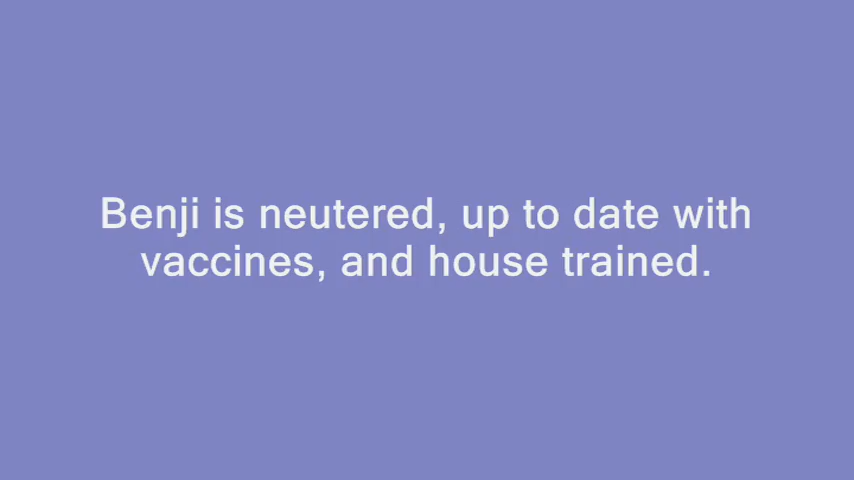 Benji is neutered, up to date with
vaccines, and house trained.